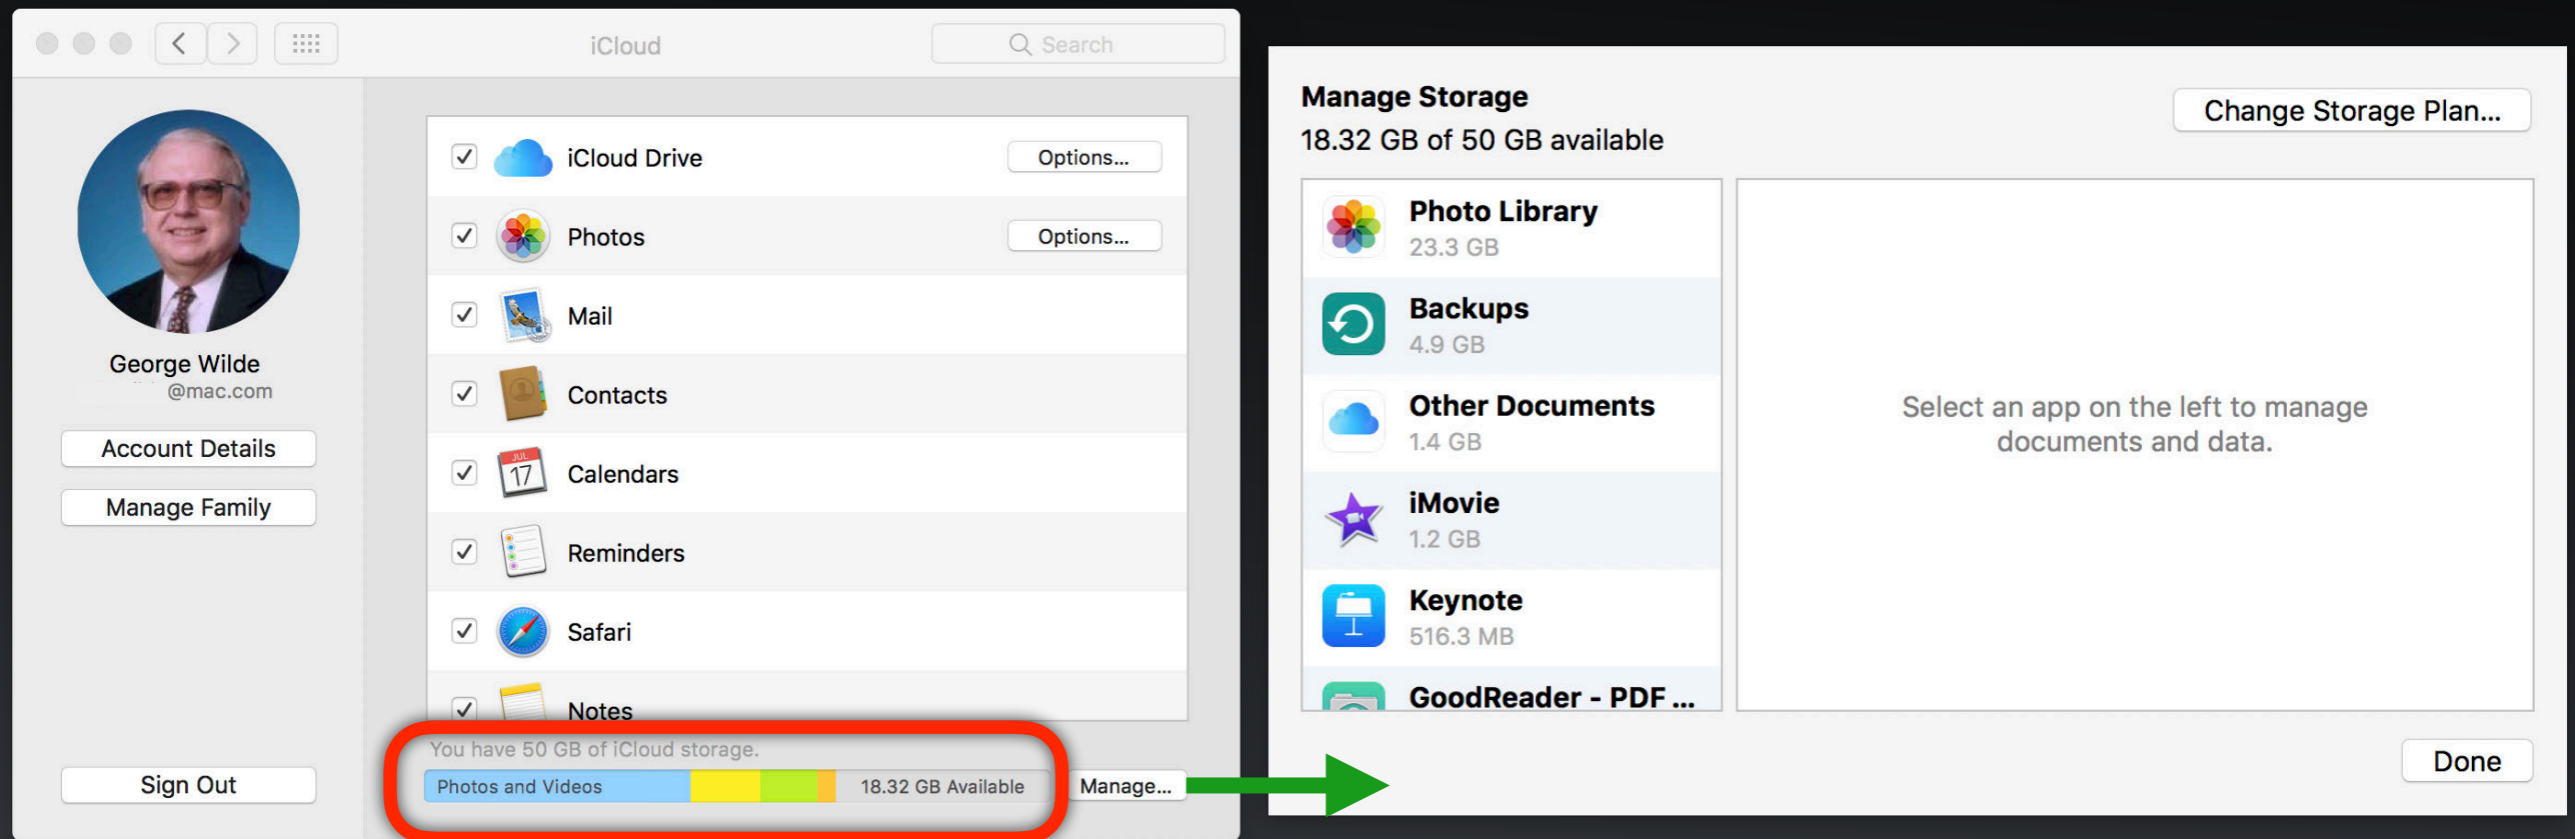 iCloud
Search
George Wilde
@mac.com
Account Details
Manage Family
Sign Out
iCloud Drive
Options...
Photos
Options...
Mail
Contacts
JUL
17
Calendars
Reminders
Safari
Notes
You have 50 GB of iCloud storage.
Photos and Videos
18.32 GB Available
Manage...
Manage Storage
18.32 GB of 50 GB available
Change Storage Plan...
Photo Library
23.3 GB
Backups
4.9 GB
Other Documents
1.4 GB
iMovie
1.2 GB
Keynote
516.3 MB
GoodReader - PDF ...
Select an app on the left to manage
documents and data.
Done